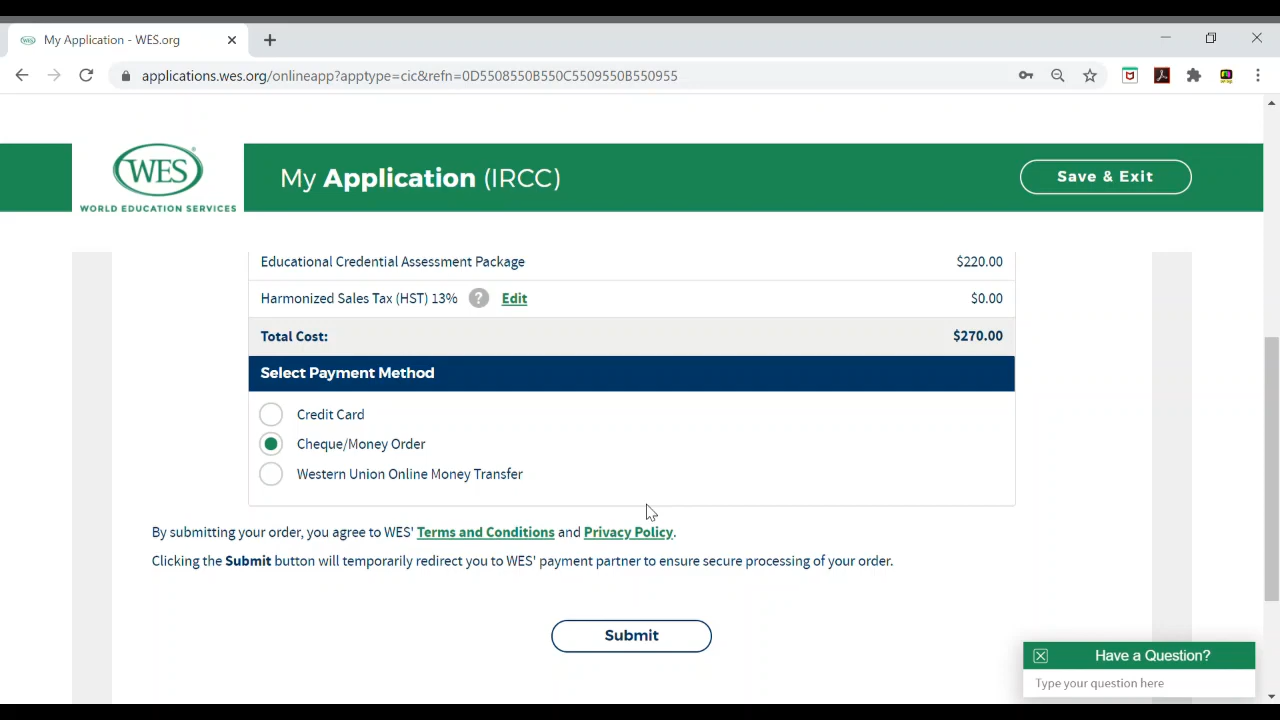 My Application - WES.org
applications.wes.org/onlineapp?apptype=cic&refn=0D5508550B550C5509550B550955
WES
WORLD EDUCATION SERVICES
My Application (IRCC)
Save & Exit
Educational Credential Assessment Package $220.00
Harmonized Sales Tax (HST) 13% ? Edit $0.00
Total Cost: $270.00
Select Payment Method
Credit Card
Cheque/Money Order
Western Union Online Money Transfer
By submitting your order, you agree to WES' Terms and Conditions and Privacy Policy.
Clicking the Submit button will temporarily redirect you to WES' payment partner to ensure secure processing of your order.
Submit
Have a Question?
Type your question here